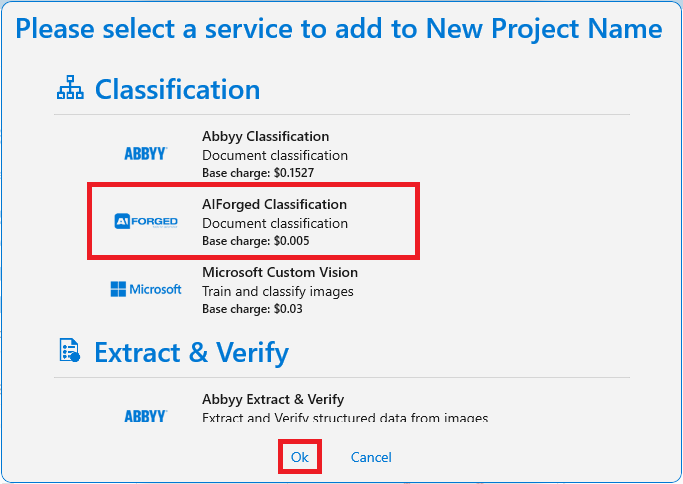 Please select a service to add to New Project Name
Classification
ABBYY
Abbyy Classification
Document classification
Base charge: $0.1527
AIFORGED
AIForged Classification
Document classification
Base charge: $0.005
Microsoft
Microsoft Custom Vision
Train and classify images
Base charge: $0.03
Extract & Verify
ABBYY
Abbyy Extract & Verify
Extract and Verify structured data from images
Ok
Cancel